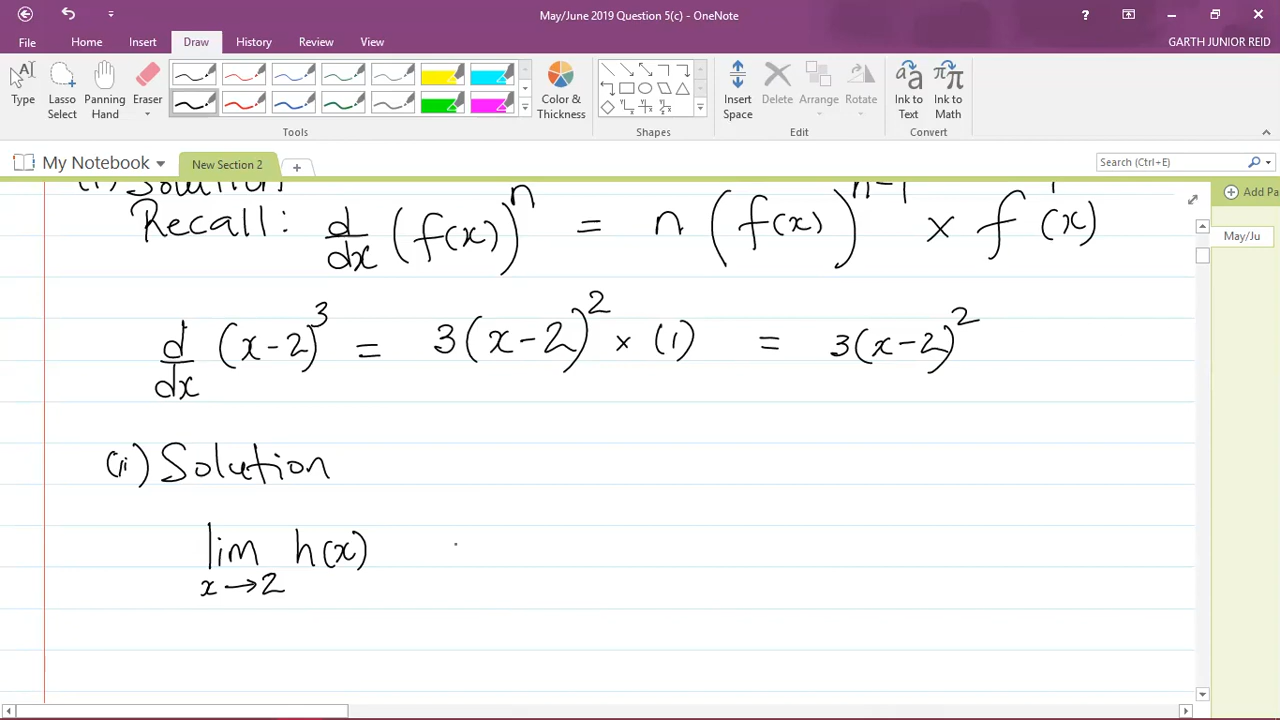 May/June 2019 Question 5(c) - OneNote
?
File Home Insert Draw History Review View
GARTH JUNIOR REID
Type
Lasso Select
Panning Hand
Eraser
Color & Thickness
Insert Space
Delete
Arrange
Rotate
Ink to Text
Ink to Math
Tools
Shapes
Edit
Convert
My Notebook
New Section 2
Search (Ctrl+E)
Add Pa
May/Ju
(i) Solution
Recall: d/dx (f(x))^n = n (f(x))^(n-1) × f'(x)
d/dx (x-2)^3 = 3(x-2)^2 × (1) = 3(x-2)^2
(ii) Solution
lim h(x)
x→2